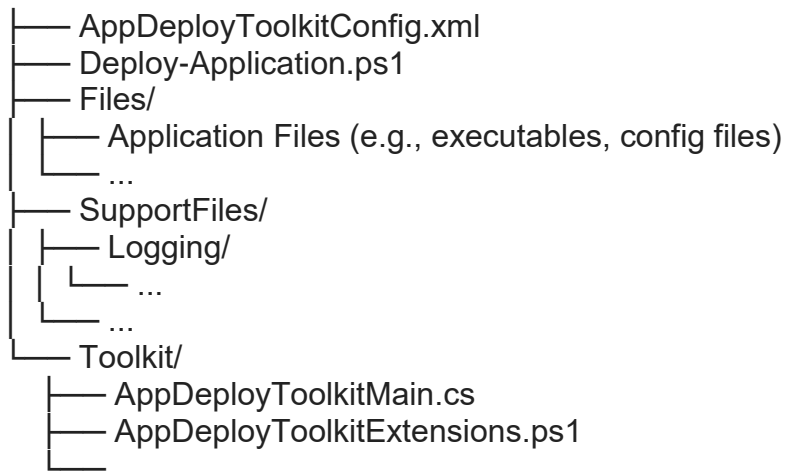 ├── AppDeployToolkitConfig.xml
├── Deploy-Application.ps1
├── Files/
│ ├── Application Files (e.g., executables, config files)
│ └── ...
├── SupportFiles/
│ ├── Logging/
│ │ └── ...
│ └── ...
└── Toolkit/
├── AppDeployToolkitMain.cs
├── AppDeployToolkitExtensions.ps1
└──